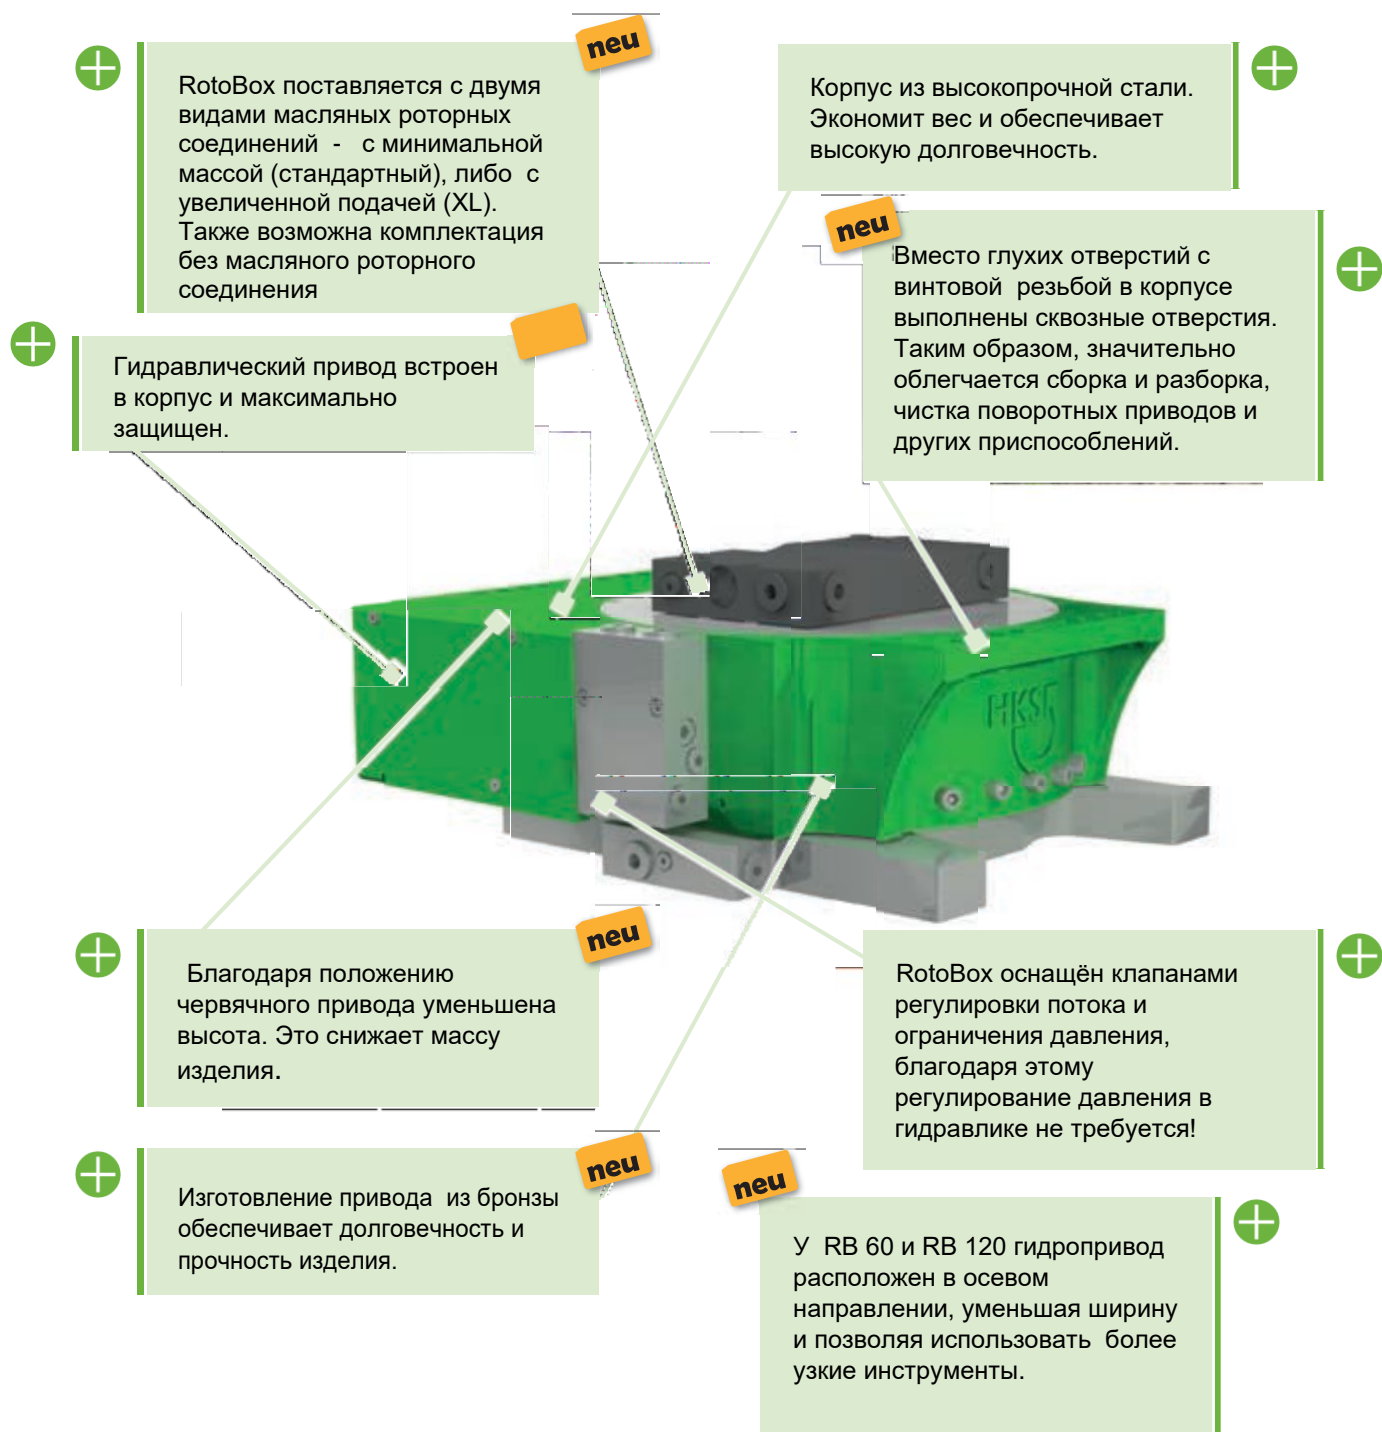 neu
RotoBox поставляется с двумя
видами масляных роторных
соединений - с минимальной
массой (стандартный), либо с
увеличенной подачей (XL).
Также возможна комплектация
без масляного роторного
соединения
Корпус из высокопрочной стали.
Экономит вес и обеспечивает
высокую долговечность.
neu
Вместо глухих отверстий с
винтовой резьбой в корпусе
выполнены сквозные отверстия.
Таким образом, значительно
облегчается сборка и разборка,
чистка поворотных приводов и
других приспособлений.
Гидравлический привод встроен
в корпус и максимально
защищен.
HKS
neu
Благодаря положению
червячного привода уменьшена
высота. Это снижает массу
изделия.
RotoBox оснащён клапанами
регулировки потока и
ограничения давления,
благодаря этому
регулирование давления в
гидравлике не требуется!
neu
Изготовление привода из бронзы
обеспечивает долговечность и
прочность изделия.
neu
У RB 60 и RB 120 гидропривод
расположен в осевом
направлении, уменьшая ширину
и позволяя использовать более
узкие инструменты.